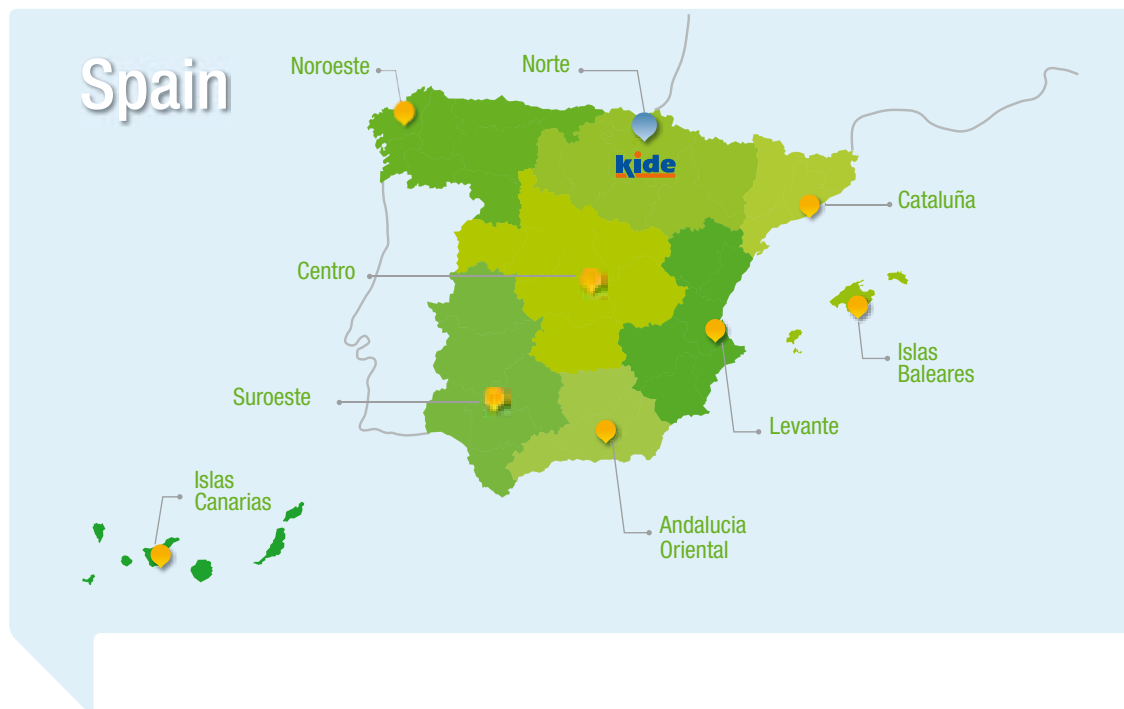 Spain
Noroeste
Norte
kide
Cataluña
Centro
Islas
Baleares
Suroeste
Levante
Islas
Canarias
Andalucia
Oriental